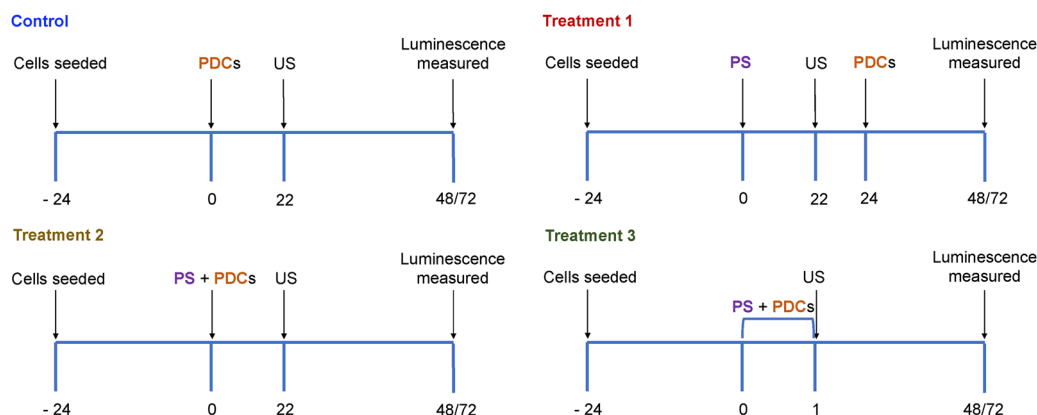 Control
Cells seeded
PDCs
US
Luminescence
measured
- 24
0
22
48/72
Treatment 1
Cells seeded
PS
US
PDCs
Luminescence
measured
- 24
0
22
24
48/72
Treatment 2
Cells seeded
PS + PDCs
US
Luminescence
measured
- 24
0
22
48/72
Treatment 3
Cells seeded
PS + PDCs
US
Luminescence
measured
- 24
0
1
48/72